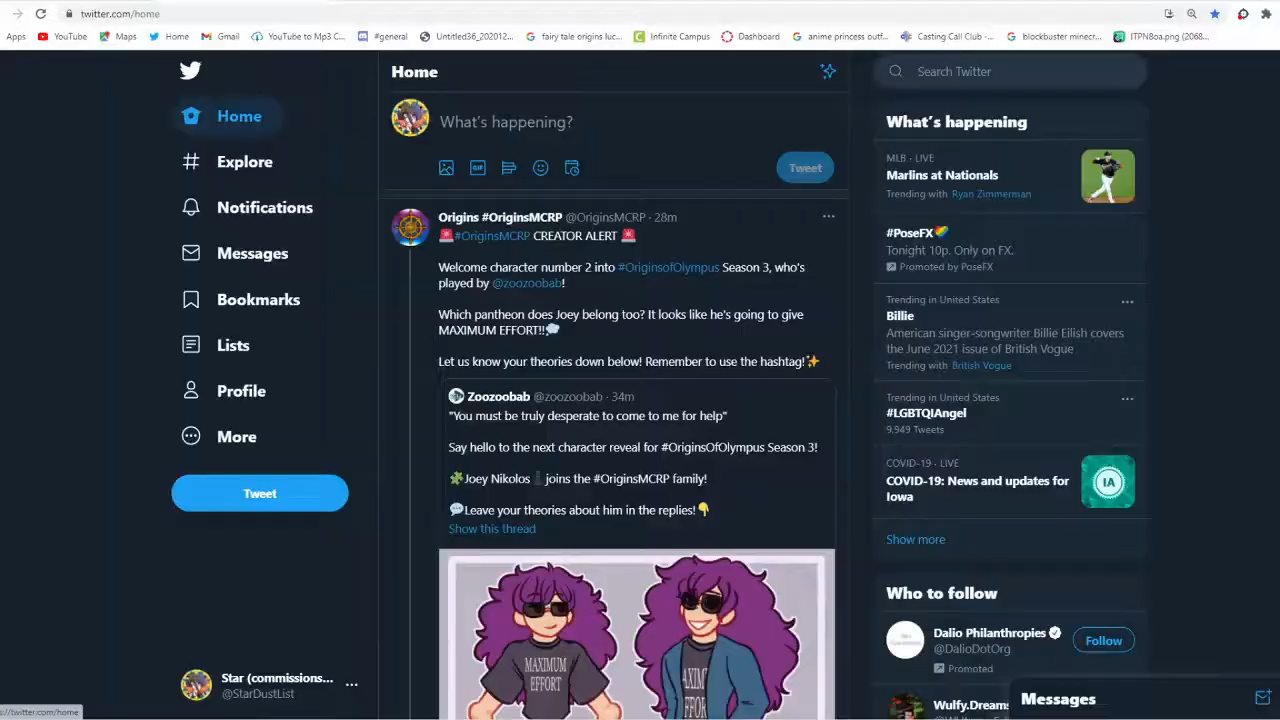 twitter.com/home
Apps
YouTube
Maps
Home
Gmail
YouTube to Mp3 C...
#general
Untitled36_202012...
fairy tale origins luc...
Infinite Campus
Dashboard
anime princess outf...
Casting Call Club -...
blockbuster minecr...
ITPN8oa.png (2068...
Home
Explore
Notifications
Messages
Bookmarks
Lists
Profile
More
Tweet
Star (commissions...
@StarDustList
s://twitter.com/home
Home
What's happening?
GIF
Tweet
Origins #OriginsMCRP @OriginsMCRP · 28m
🚨#OriginsMCRP CREATOR ALERT 🚨
Welcome character number 2 into #OriginsofOlympus Season 3, who's
played by @zoozoobab!
Which pantheon does Joey belong too? It looks like he's going to give
MAXIMUM EFFORT!!💭
Let us know your theories down below! Remember to use the hashtag!✨
Zoozoobab @zoozoobab · 34m
"You must be truly desperate to come to me for help"
Say hello to the next character reveal for #OriginsOfOlympus Season 3!
🧩Joey Nikolos ♟️joins the #OriginsMCRP family!
💬Leave your theories about him in the replies!👇
Show this thread
MAXIMUM
EFFORT
AXIM
EFFO
Search Twitter
What's happening
MLB · LIVE
Marlins at Nationals
Trending with Ryan Zimmerman
#PoseFX🏳️‍🌈
Tonight 10p. Only on FX.
Promoted by PoseFX
Trending in United States
Billie
American singer-songwriter Billie Eilish covers
the June 2021 issue of British Vogue
Trending with British Vogue
Trending in United States
#LGBTQIAngel
9,949 Tweets
COVID-19 · LIVE
COVID-19: News and updates for
Iowa
IA
Show more
Who to follow
Dalio Philanthropies
@DalioDotOrg
Promoted
Follow
Wulfy.Dreams
Messages